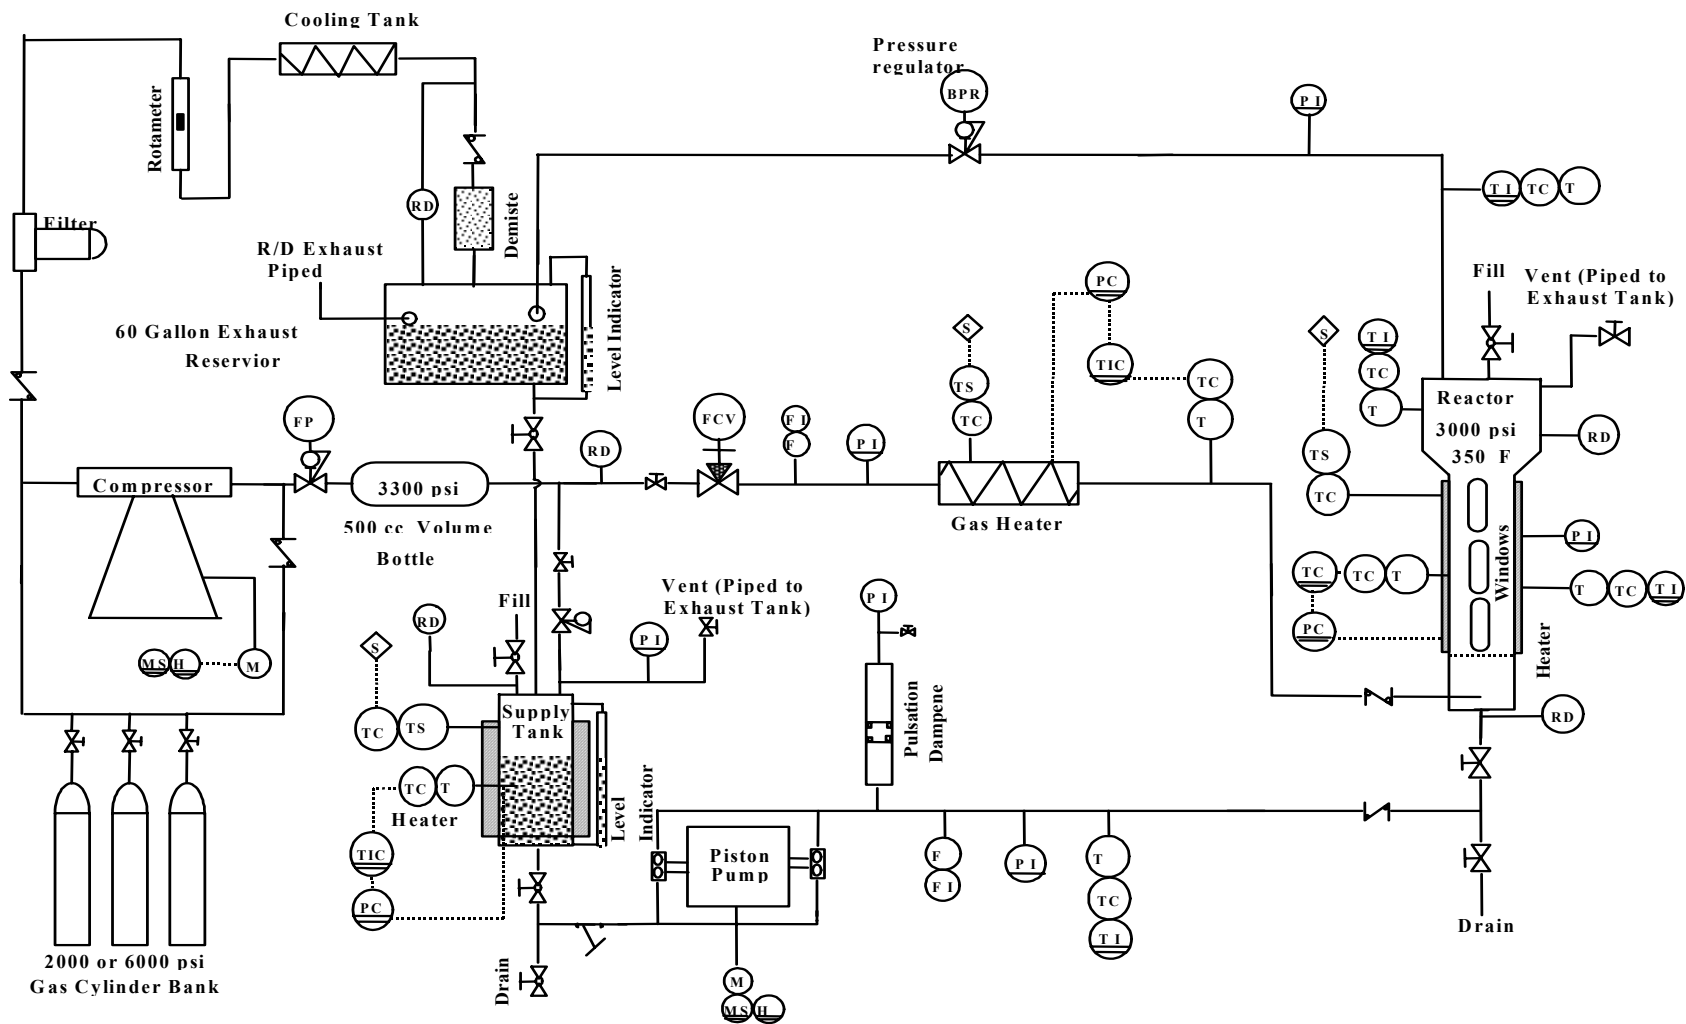 Cooling Tank
Pressure
regulator
BPR
P I
Rotameter
T I TC T
RD
Demiste
Filter
R/D Exhaust
Piped
Level Indicator
60 Gallon Exhaust
Reservior
PC
S
TIC
TS
TC
TC
T
Fill
Vent (Piped to
Exhaust Tank)
S
T I
TC
T
Reactor
3000 psi
350 F
RD
TS
TC
Windows
P I
TC TC T
T TC T I
PC
Heater
RD
FP
RD
FCV
F I
F
P I
Compressor
3300 psi
500 cc Volume
Bottle
Gas Heater
MS H M
Fill
RD
Vent (Piped to
Exhaust Tank)
P I
P I
S
TC TS
Supply
Tank
TC T
Heater
TIC
PC
Level
Indicator
Pulsation
Dampene
Piston
Pump
F
F I
P I
T
TC
T I
Drain
Drain
M
MS H
2000 or 6000 psi
Gas Cylinder Bank